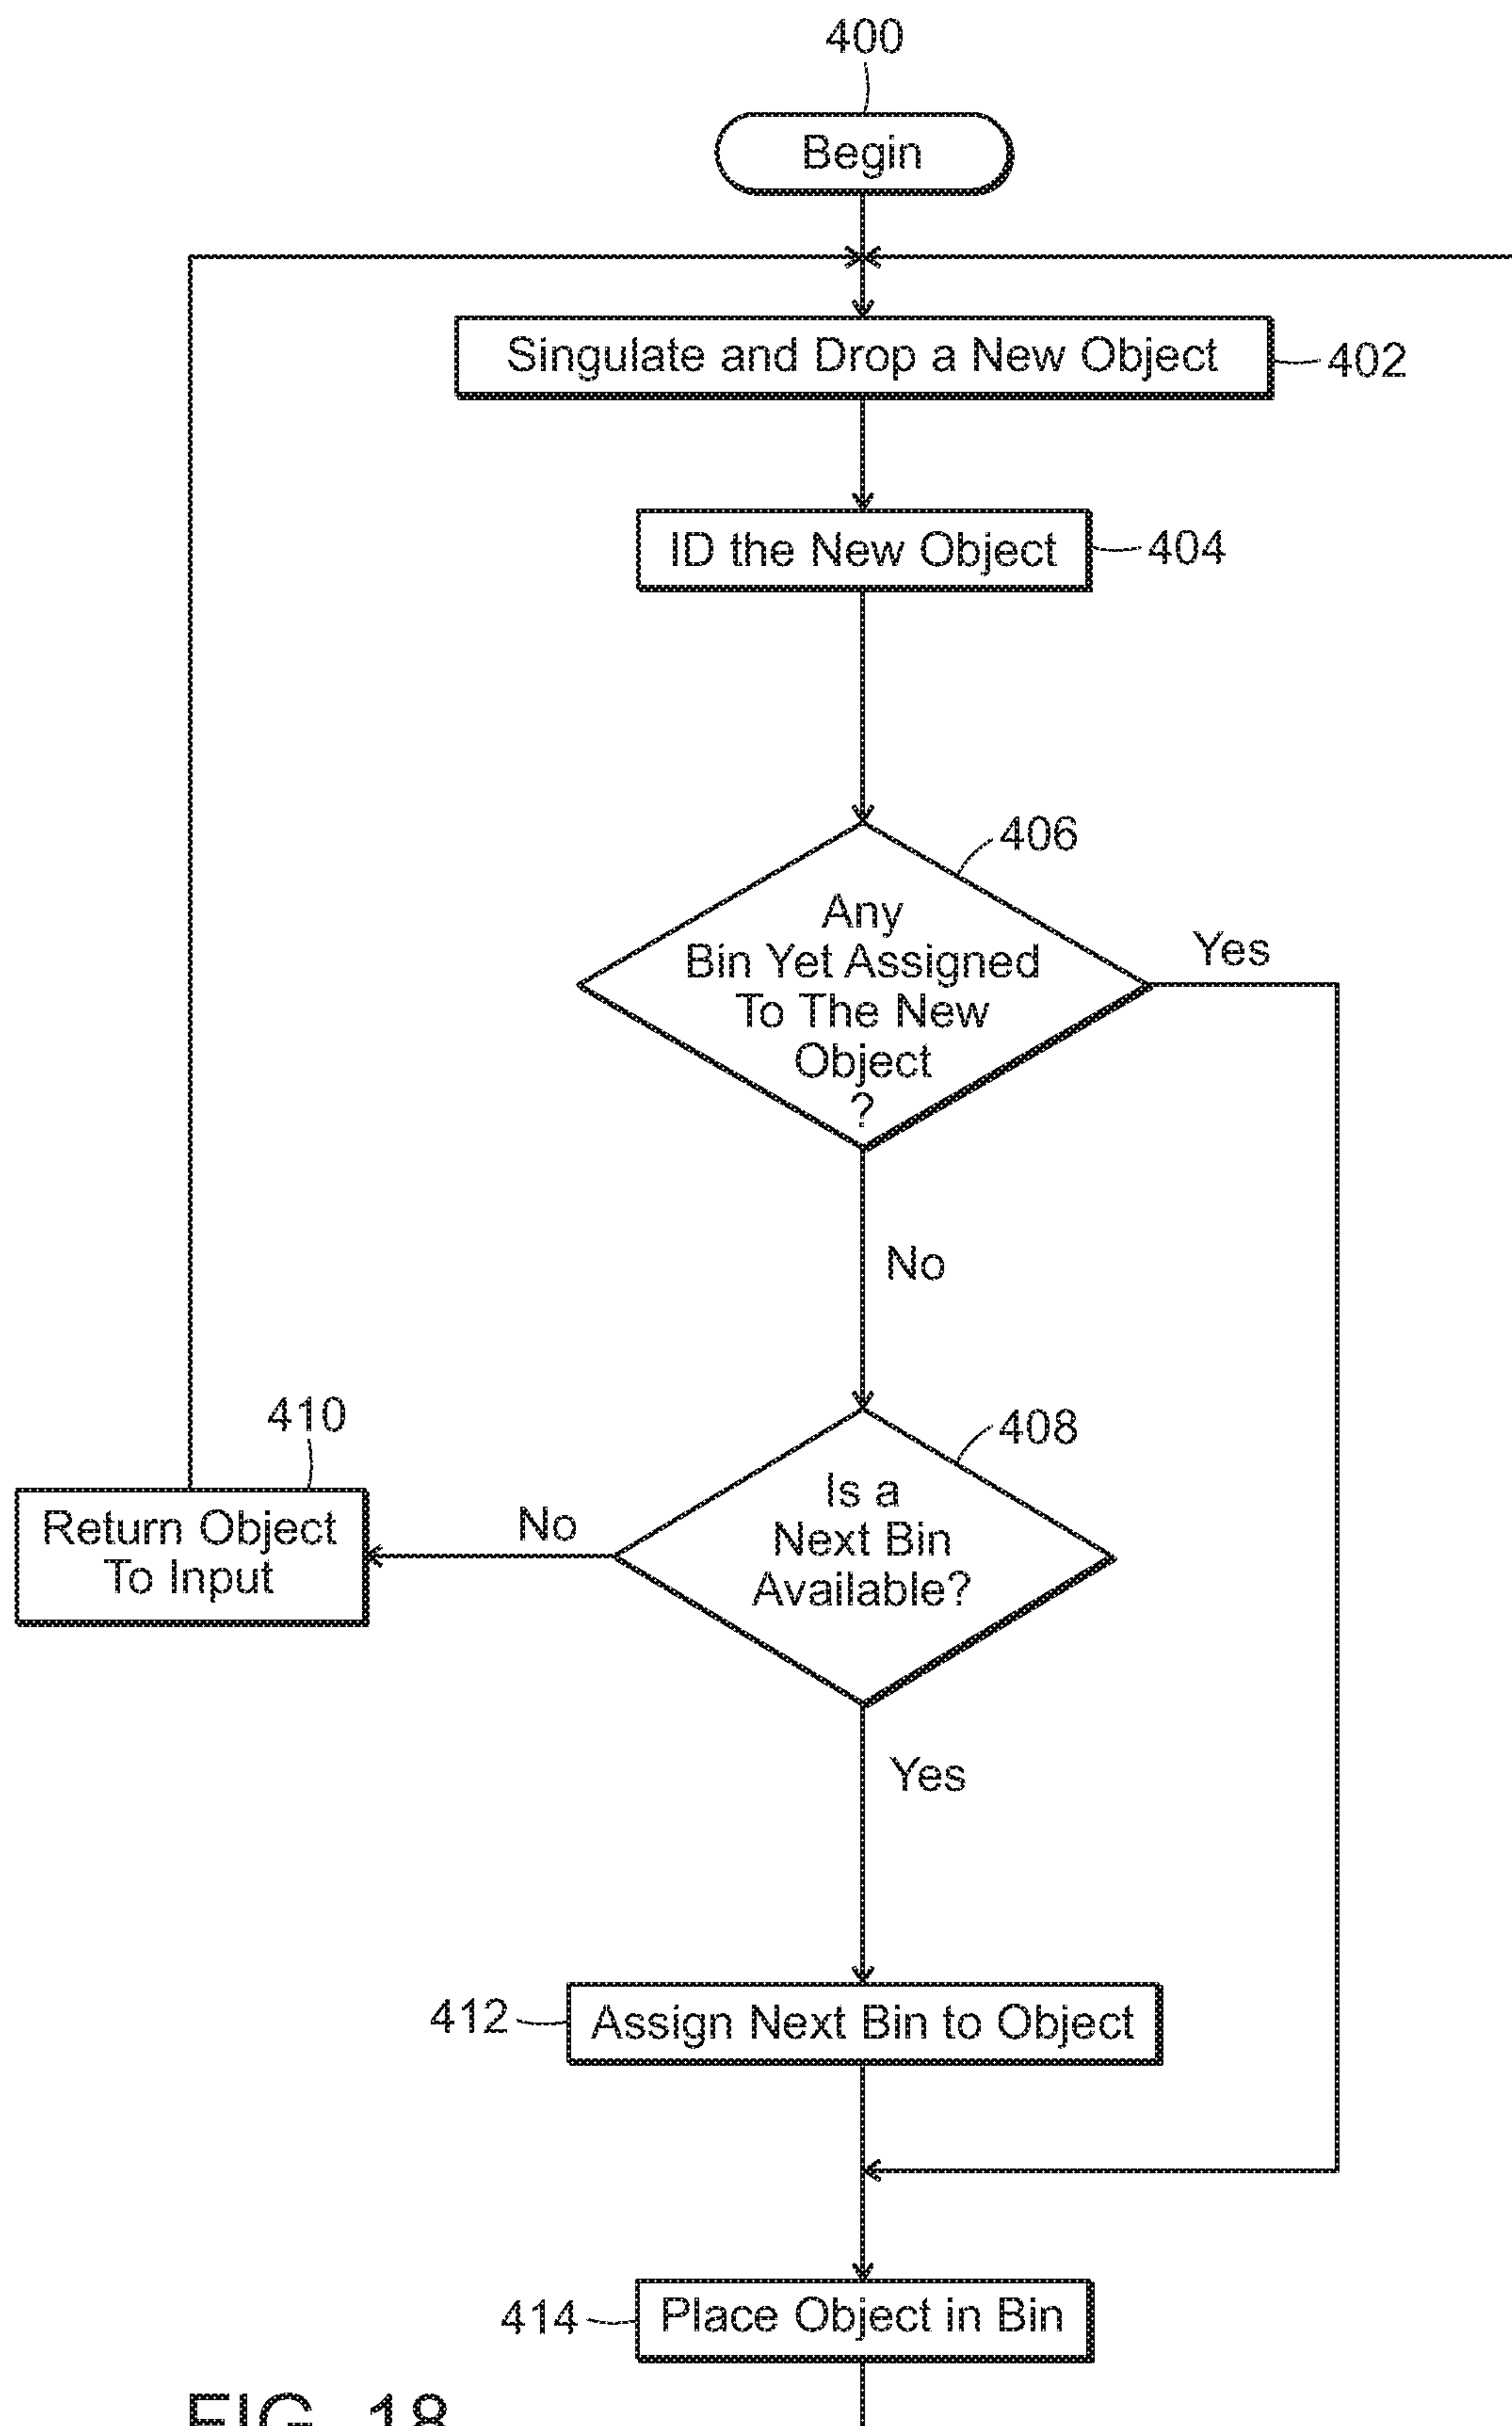 400
Begin
Singulate and Drop a New Object
402
ID the New Object
404
406
Any
Bin Yet Assigned
To The New
Object
?
Yes
No
410
408
Return Object
To Input
No
Is a
Next Bin
Available?
Yes
412
Assign Next Bin to Object
414
Place Object in Bin
FIG. 18